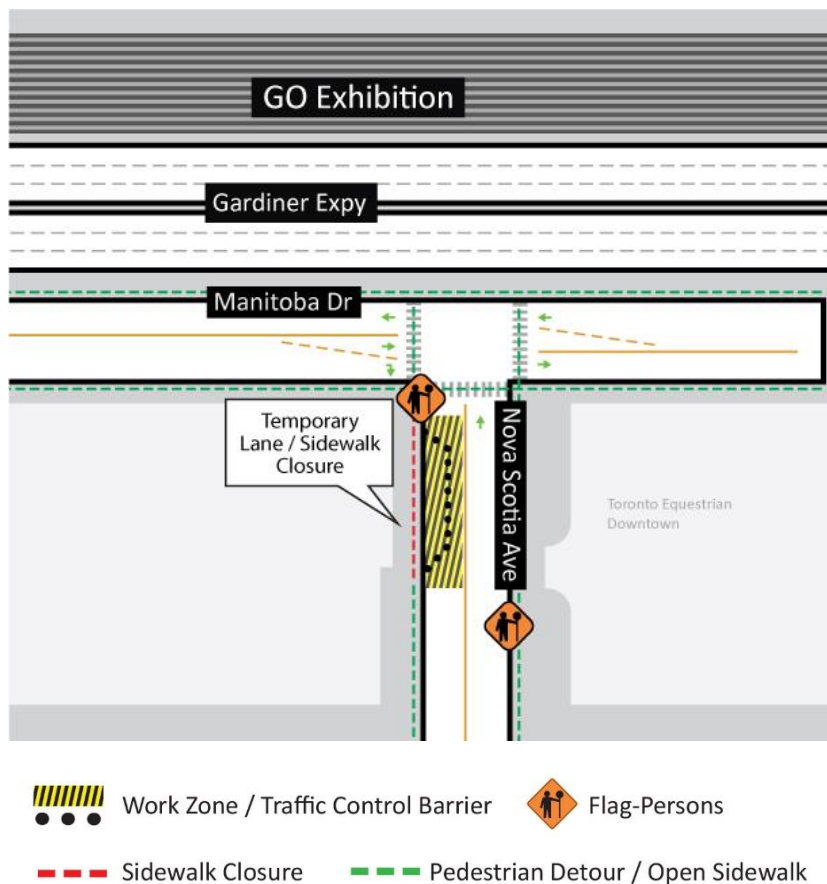 GO Exhibition
Gardiner Expy
Manitoba Dr
Temporary
Lane / Sidewalk
Closure
Nova Scotia Ave
Toronto Equestrian
Downtown
Work Zone / Traffic Control Barrier
Flag-Persons
Sidewalk Closure
Pedestrian Detour / Open Sidewalk